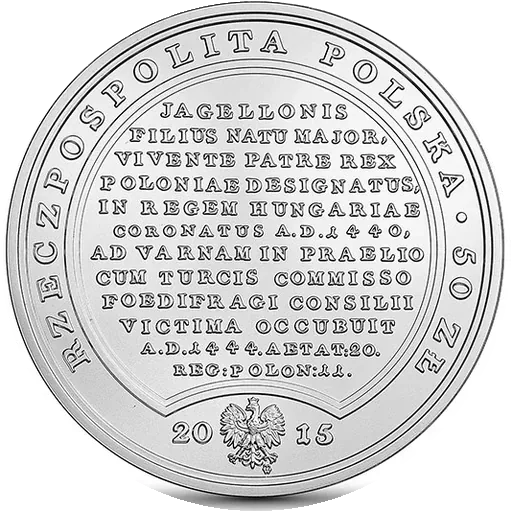 RZECZPOSPOLITA POLSKA · 50 ZŁ
JAGELLONIS
FILIUS NATU MAJOR,
VIVENTE PATRE REX
POLONIAE DESIGNATUS,
IN REGEM HUNGARIAE
CORONATUS A.D. 1440,
AD VARNAM IN PRAELIO
CUM TURCIS COMMISSO
FOEDIFRAGI CONSILII
VICTIMA OCCUBUIT
A.D. 1444. AETAT: 20.
REG: POLON: 11.
2015